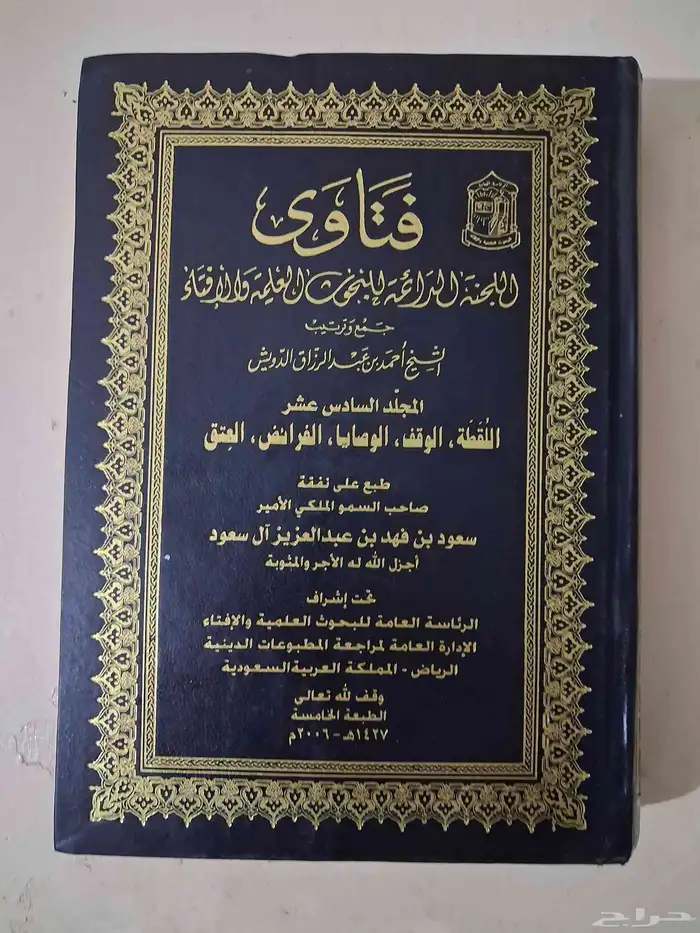 فَتَاوَى
اللجنة الدائمة للبحوث العلمية والإفتاء
جمع وترتيب
الشيخ أحمد بن عبد الرزاق الدويش
المجلد السادس عشر
اللُقَطَة، الوقف، الوصايا، الفرائض، العتق
طبع على نفقة
صاحب السمو الملكي الأمير
سعود بن فهد بن عبدالعزيز آل سعود
أجزل الله له الأجر والمثوبة
تحت إشراف
الرئاسة العامة للبحوث العلمية والإفتاء
الإدارة العامة لمراجعة المطبوعات الدينية
الرياض - المملكة العربية السعودية
وقف لله تعالى
الطبعة الخامسة
١٤٢٧هـ - ٢٠٠٦م
حراج